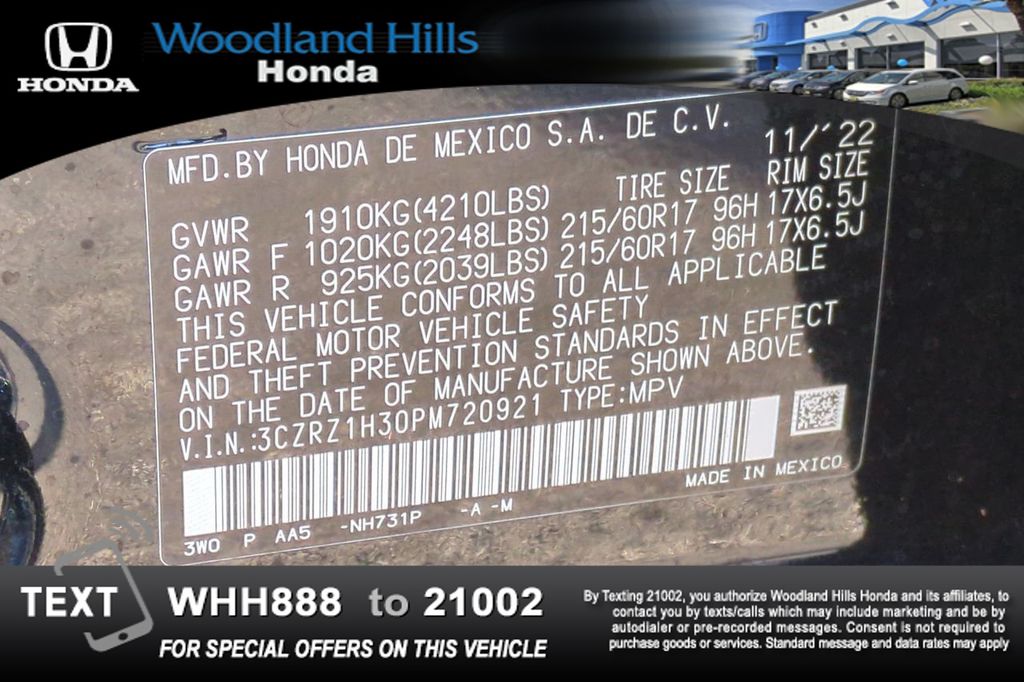 HONDA
Woodland Hills
Honda
MFD.BY HONDA DE MEXICO S.A. DE C.V. 11/'22
GVWR 1910KG(4210LBS) TIRE SIZE RIM SIZE
GAWR F 1020KG(2248LBS) 215/60R17 96H 17X6.5J
GAWR R 925KG(2039LBS) 215/60R17 96H 17X6.5J
THIS VEHICLE CONFORMS TO ALL APPLICABLE
FEDERAL MOTOR VEHICLE SAFETY
AND THEFT PREVENTION STANDARDS IN EFFECT
ON THE DATE OF MANUFACTURE SHOWN ABOVE.
V.I.N.:3CZRZ1H30PM720921 TYPE:MPV
3W0 P AA5 -NH731P -A -M MADE IN MEXICO
TEXT WHH888 to 21002
FOR SPECIAL OFFERS ON THIS VEHICLE
By Texting 21002, you authorize Woodland Hills Honda and its affiliates, to
contact you by texts/calls which may include marketing and be by
autodialer or pre-recorded messages. Consent is not required to
purchase goods or services. Standard message and data rates may apply